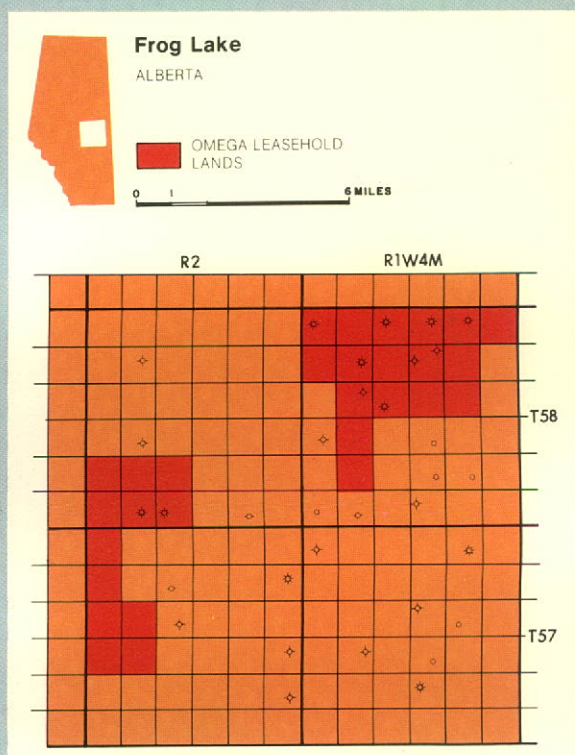 Frog Lake
ALBERTA
OMEGA LEASEHOLD
LANDS
0 1 6 MILES
R2 R1W4M
T58
T57